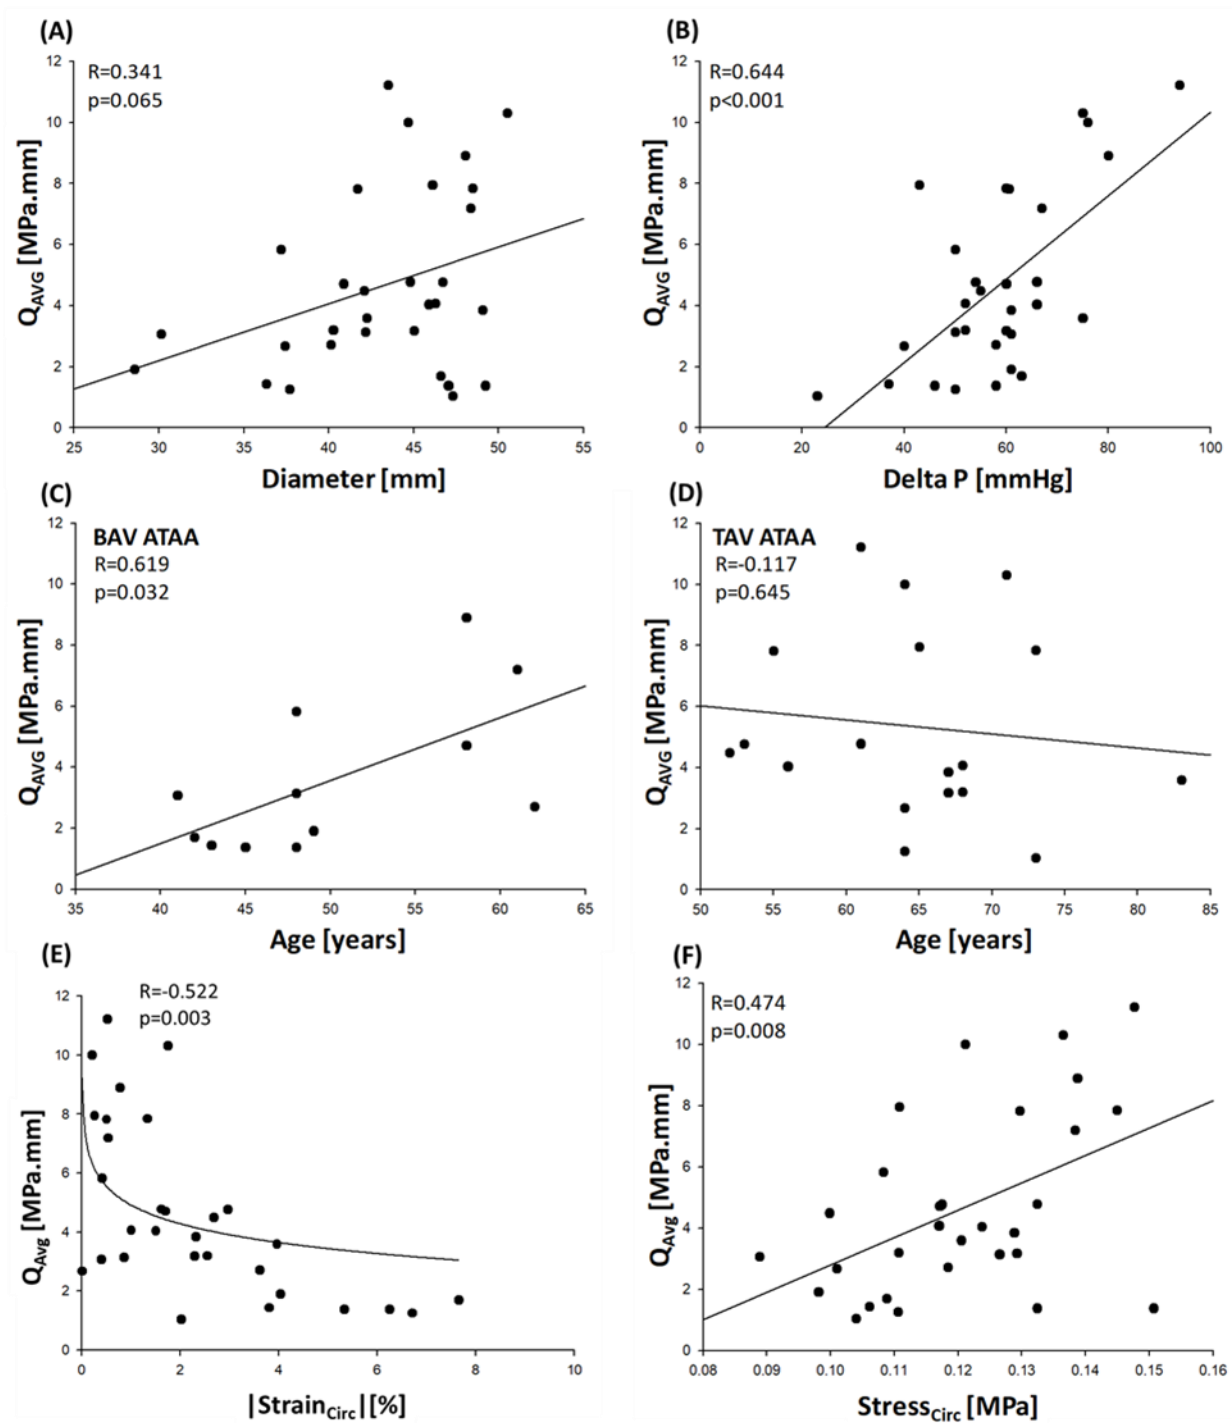 (A)
R=0.341
p=0.065
12
10
8
6
4
2
0
Q_AVG [MPa.mm]
25 30 35 40 45 50 55
Diameter [mm]
(B)
R=0.644
p<0.001
12
10
8
6
4
2
0
Q_AVG [MPa.mm]
0 20 40 60 80 100
Delta P [mmHg]
(C)
BAV ATAA
R=0.619
p=0.032
12
10
8
6
4
2
0
Q_AVG [MPa.mm]
35 40 45 50 55 60 65
Age [years]
(D)
TAV ATAA
R=-0.117
p=0.645
12
10
8
6
4
2
0
Q_AVG [MPa.mm]
50 55 60 65 70 75 80 85
Age [years]
(E)
R=-0.522
p=0.003
12
10
8
6
4
2
0
Q_Avg [MPa.mm]
0 2 4 6 8 10
|Strain_Circ| [%]
(F)
R=0.474
p=0.008
12
10
8
6
4
2
0
Q_Avg [MPa.mm]
0.08 0.09 0.10 0.11 0.12 0.13 0.14 0.15 0.16
Stress_Circ [MPa]